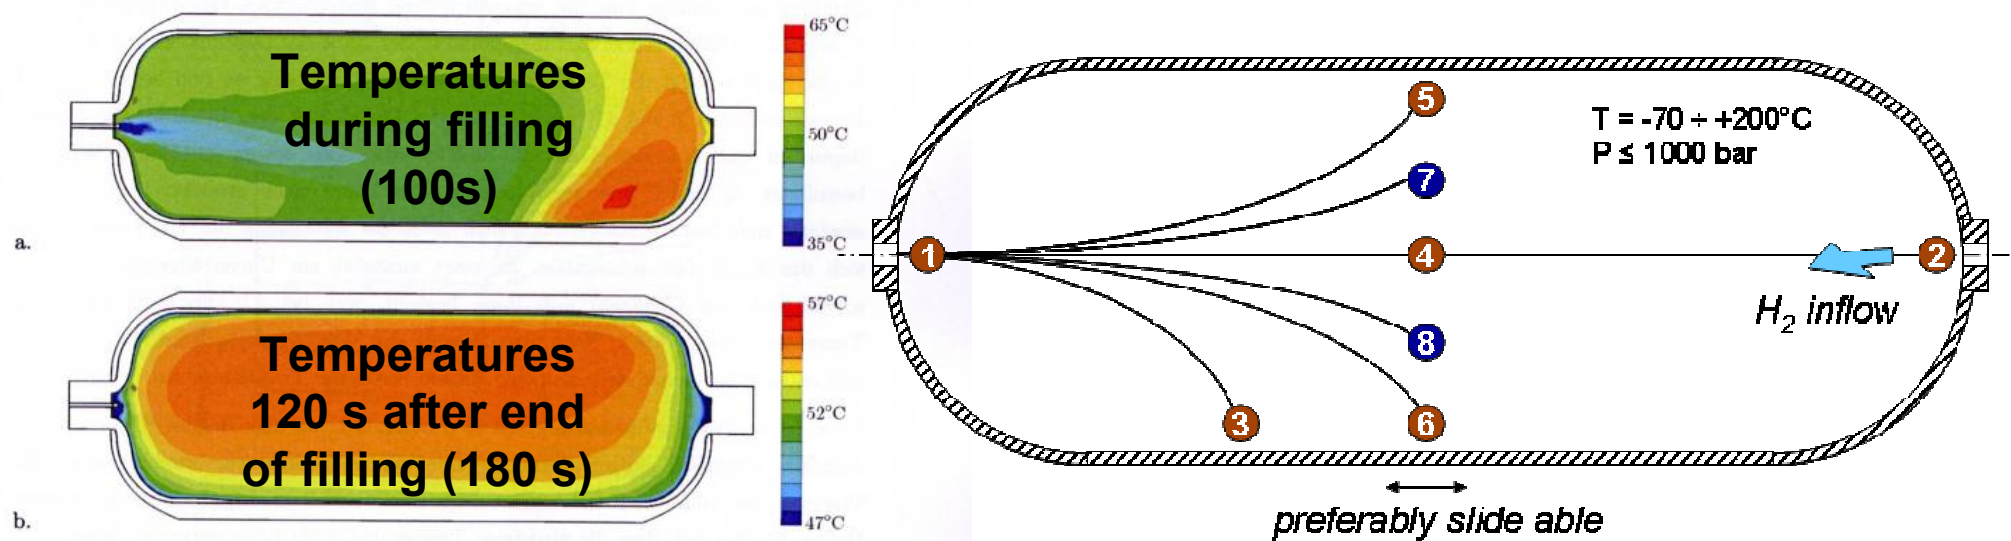 65°C
Temperatures
during filling
(100s)
50°C
35°C
a.
57°C
Temperatures
120 s after end
of filling (180 s)
52°C
47°C
b.
5
T = -70 ÷ +200°C
P ≤ 1000 bar
7
1
4
2
H2 inflow
8
3
6
preferably slide able